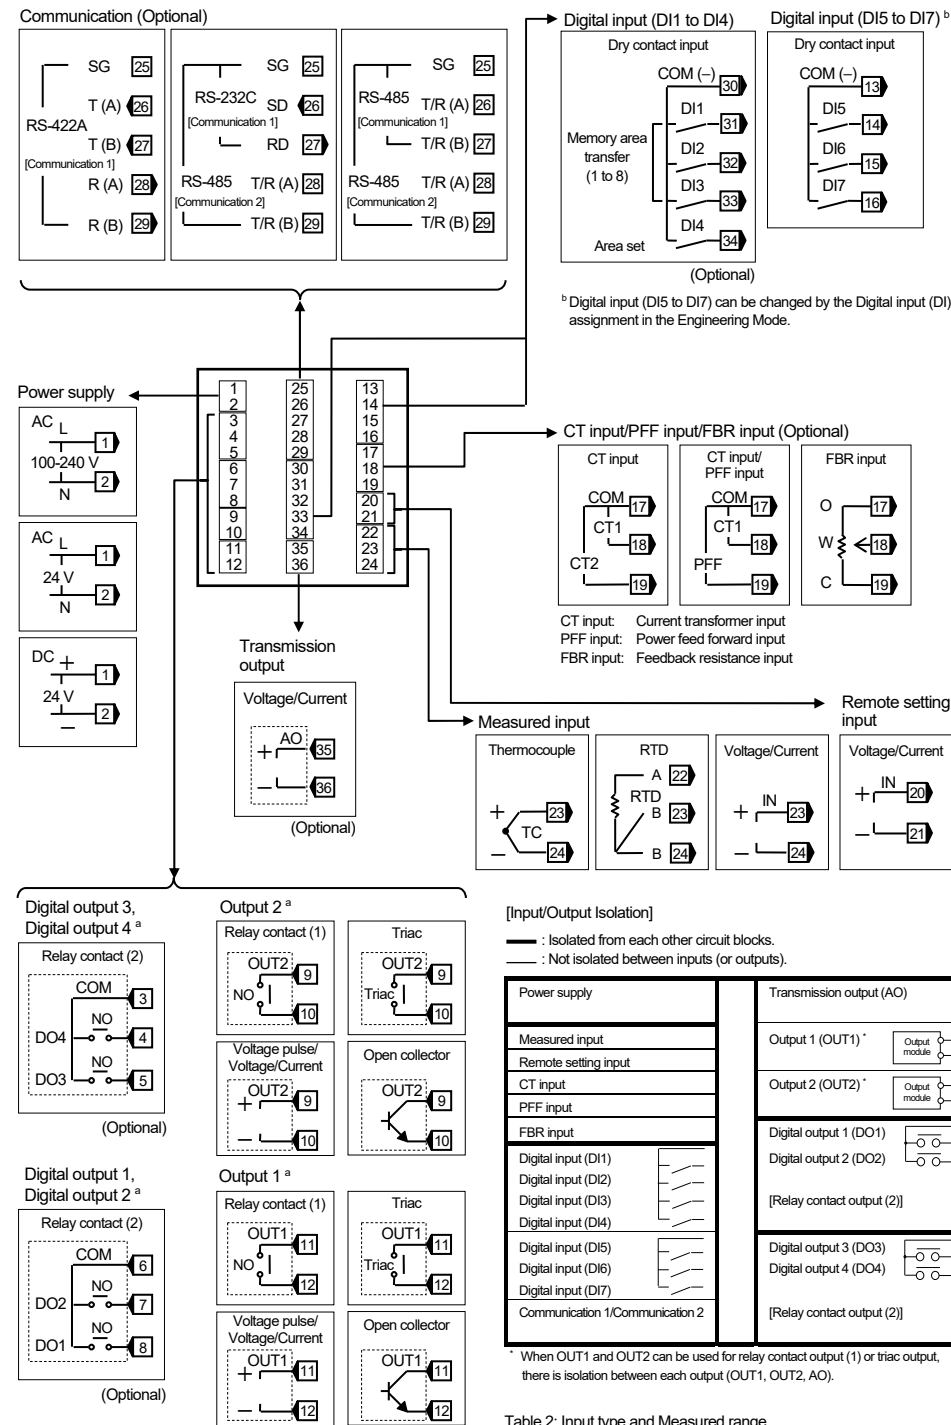 Communication (Optional)
SG 25
T (A) 26
RS-422A
T (B) 27
[Communication 1]
R (A) 28
R (B) 29
SG 25
RS-232C
SD 26
[Communication 1]
RD 27
RS-485
T/R (A) 28
[Communication 2]
T/R (B) 29
SG 25
RS-485
T/R (A) 26
[Communication 1]
T/R (B) 27
RS-485
T/R (A) 28
[Communication 2]
T/R (B) 29
Digital input (DI1 to DI4)
Dry contact input
COM (–) 30
DI1 31
Memory area
transfer
(1 to 8)
DI2 32
DI3 33
DI4 34
Area set
(Optional)
Digital input (DI5 to DI7) b
Dry contact input
COM (–) 13
DI5 14
DI6 15
DI7 16
b Digital input (DI5 to DI7) can be changed by the Digital input (DI)
assignment in the Engineering Mode.
Power supply
AC L 1
100-240 V
N 2
AC L 1
24 V
N 2
DC + 1
24 V
– 2
1 25 13
2 26 14
3 27 15
4 28 16
5 29 17
6 30 18
7 31 19
8 32 20
9 33 21
10 34 22
11 35 23
12 36 24
CT input/PFF input/FBR input (Optional)
CT input
COM 17
CT1 18
CT2 19
CT input/
PFF input
COM 17
CT1 18
PFF 19
FBR input
O 17
W 18
C 19
CT input: Current transformer input
PFF input: Power feed forward input
FBR input: Feedback resistance input
Transmission
output
Voltage/Current
+ AO 35
– 36
(Optional)
Measured input
Thermocouple
+ 23
TC
– 24
RTD
A 22
RTD
B 23
B 24
Voltage/Current
+ IN 23
– 24
Remote setting
input
Voltage/Current
+ IN 20
– 21
Digital output 3,
Digital output 4 a
Relay contact (2)
COM 3
NO
DO4 4
NO
DO3 5
(Optional)
Output 2 a
Relay contact (1)
OUT2 9
NO
10
Triac
OUT2 9
Triac
10
Voltage pulse/
Voltage/Current
OUT2
+ 9
– 10
Open collector
OUT2 9
10
Digital output 1,
Digital output 2 a
Relay contact (2)
COM 6
NO
DO2 7
NO
DO1 8
(Optional)
Output 1 a
Relay contact (1)
OUT1 11
NO
12
Triac
OUT1 11
Triac
12
Voltage pulse/
Voltage/Current
OUT1
+ 11
– 12
Open collector
OUT1 11
12
[Input/Output Isolation]
: Isolated from each other circuit blocks.
: Not isolated between inputs (or outputs).
Power supply
Measured input
Remote setting input
CT input
PFF input
FBR input
Digital input (DI1)
Digital input (DI2)
Digital input (DI3)
Digital input (DI4)
Digital input (DI5)
Digital input (DI6)
Digital input (DI7)
Communication 1/Communication 2
Transmission output (AO)
Output 1 (OUT1) * Output
module
Output 2 (OUT2) * Output
module
Digital output 1 (DO1)
Digital output 2 (DO2)
[Relay contact output (2)]
Digital output 3 (DO3)
Digital output 4 (DO4)
[Relay contact output (2)]
* When OUT1 and OUT2 can be used for relay contact output (1) or triac output,
there is isolation between each output (OUT1, OUT2, AO).
Table 2: Input type and Measured range